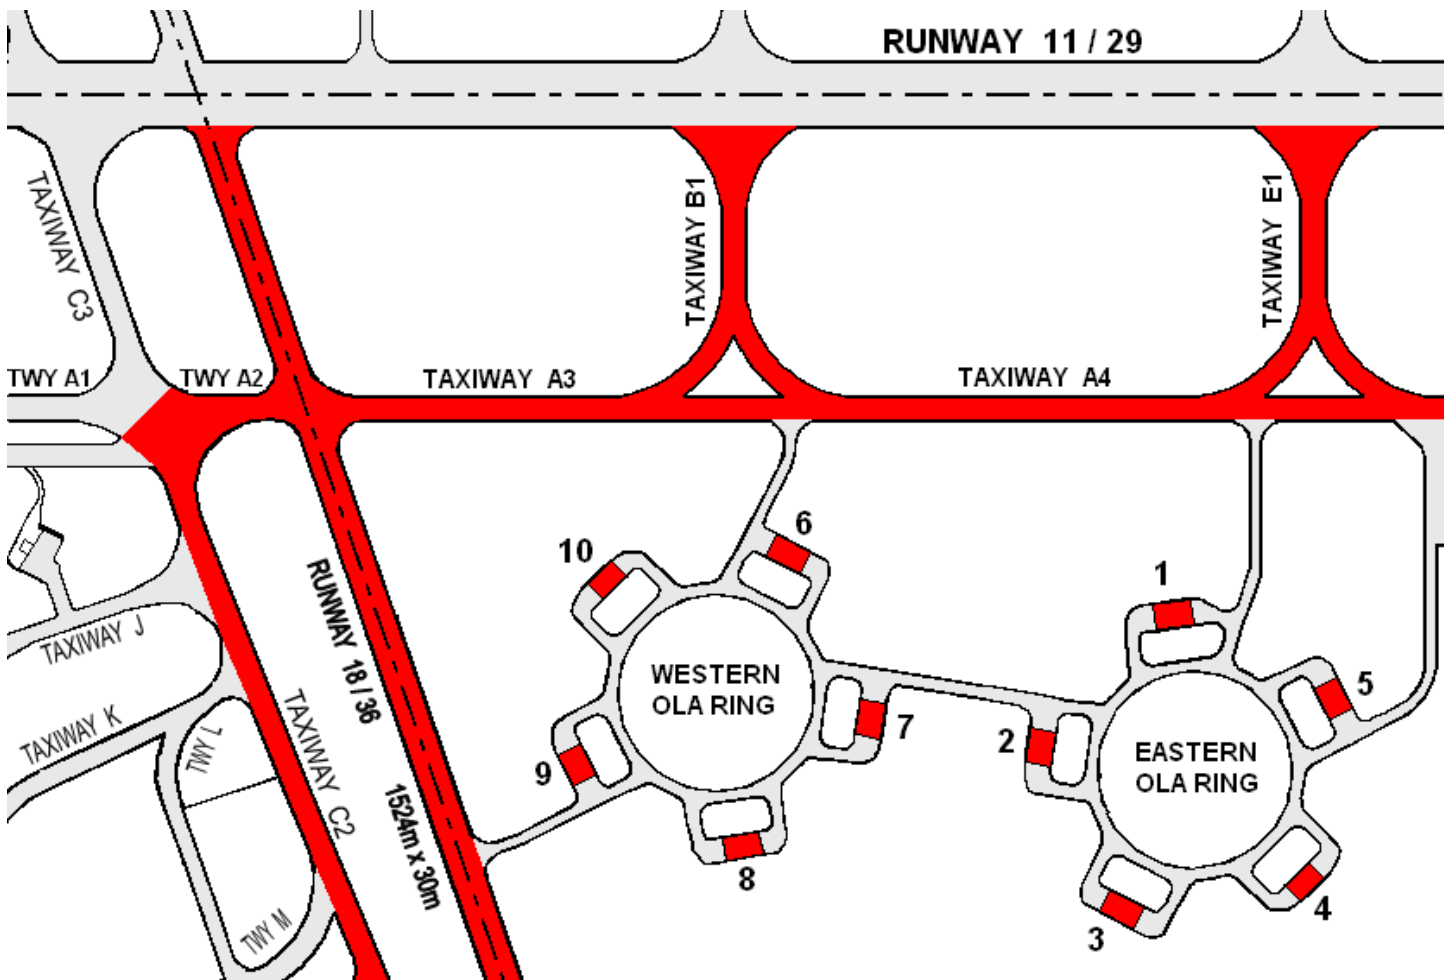 RUNWAY 11 / 29
TAXIWAY C3
TAXIWAY B1
TAXIWAY E1
TWY A1
TWY A2
TAXIWAY A3
TAXIWAY A4
RUNWAY 18 / 36
1524m x 30m
TAXIWAY J
TAXIWAY K
TWY L
TAXIWAY C2
TWY M
10
6
WESTERN
OLA RING
7
9
8
1
5
2
EASTERN
OLA RING
4
3